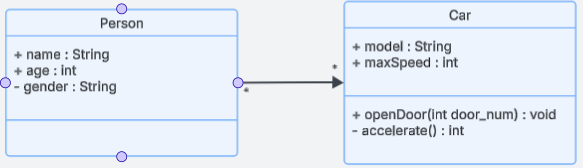 Person
+ name : String
+ age : int
- gender : String
*
*
Car
+ model : String
+ maxSpeed : int
+ openDoor(int door_num) : void
- accelerate() : int